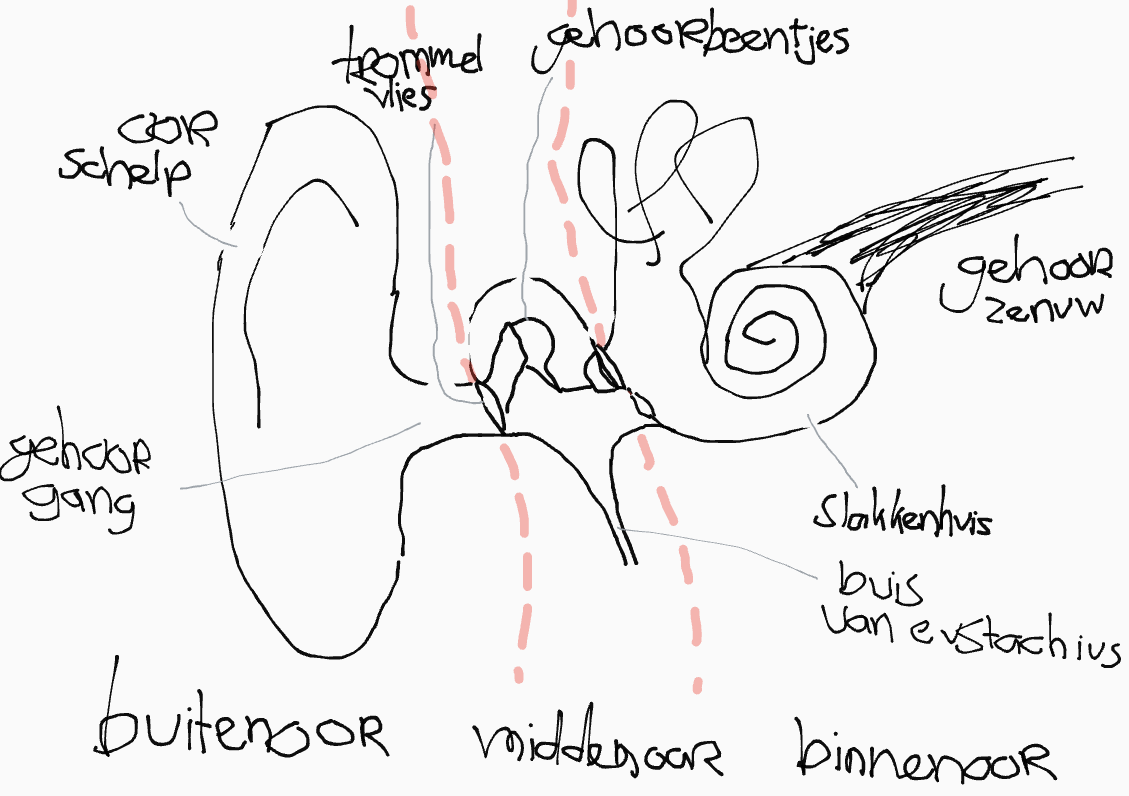 trommel
vlies
gehoorbeentjes
oor
schelp
gehoor
zenuw
gehoor
gang
slakkenhuis
buis
van eustachius
buitenoor
middenoor
binnenoor